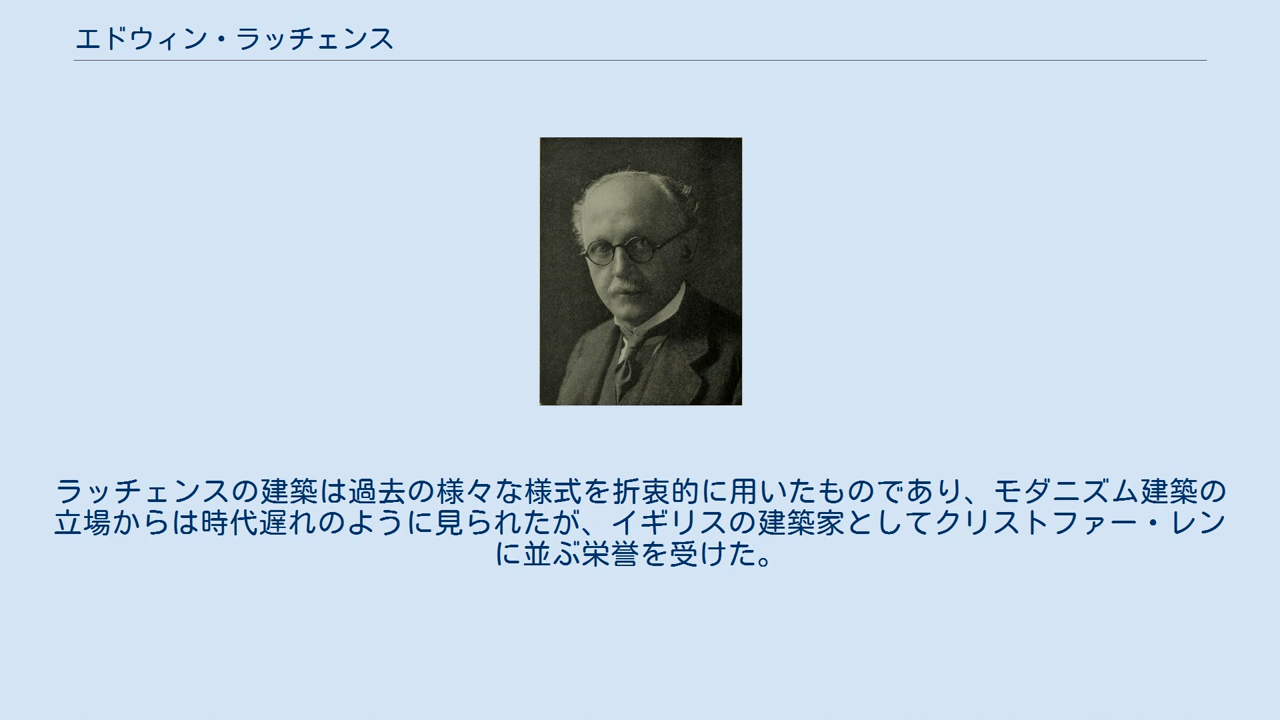 エドウィン・ラッチェンス
ラッチェンスの建築は過去の様々な様式を折衷的に用いたものであり、モダニズム建築の
立場からは時代遅れのように見られたが、イギリスの建築家としてクリストファー・レン
に並ぶ栄誉を受けた。